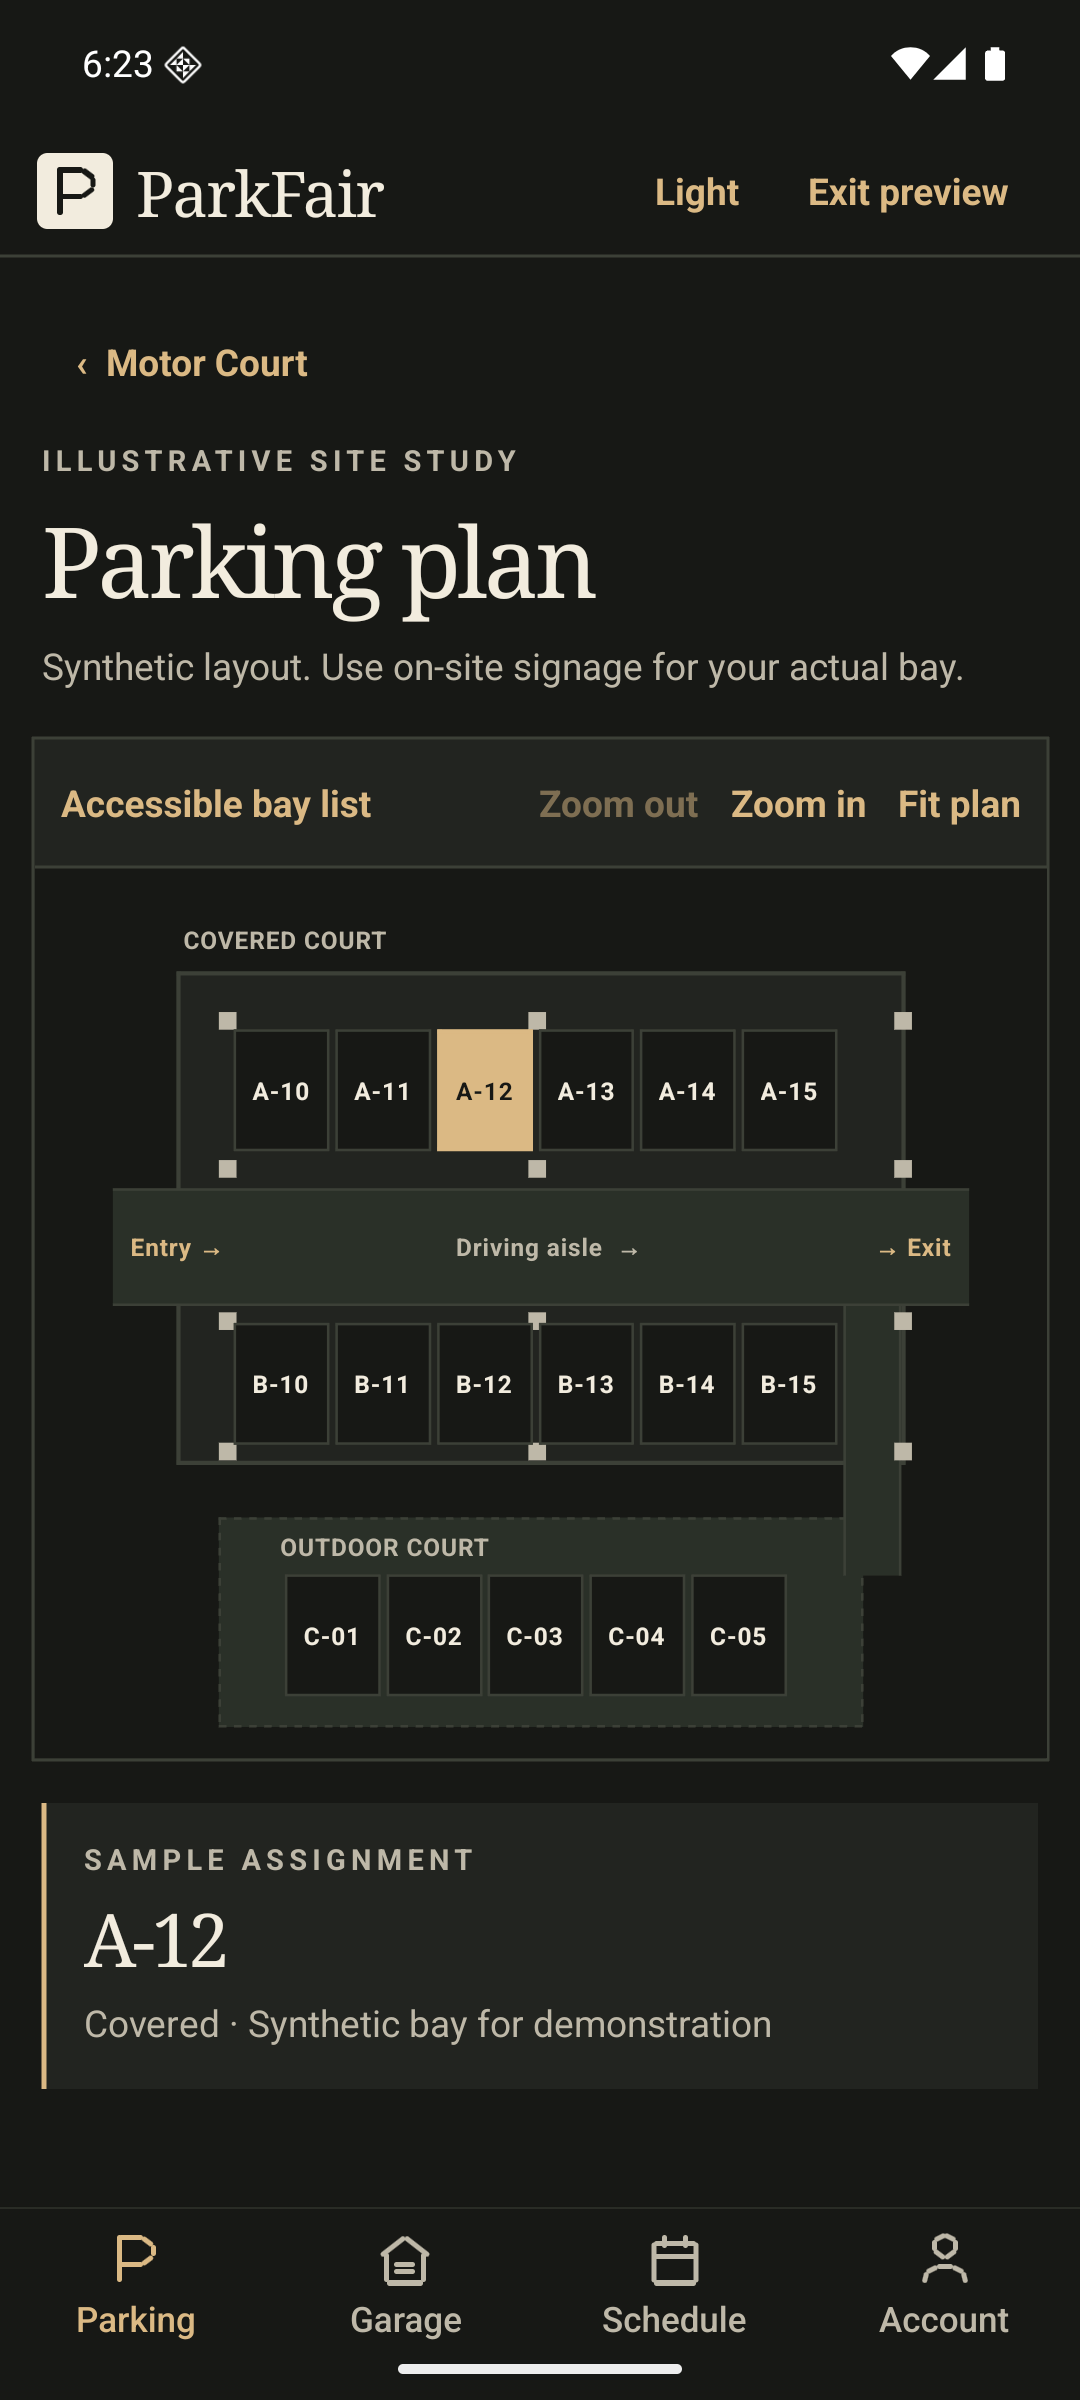 6:23
ParkFair
Light
Exit preview
‹ Motor Court
ILLUSTRATIVE SITE STUDY
Parking plan
Synthetic layout. Use on-site signage for your actual bay.
Accessible bay list
Zoom out
Zoom in
Fit plan
COVERED COURT
A-10
A-11
A-12
A-13
A-14
A-15
Entry →
Driving aisle →
→ Exit
B-10
B-11
B-12
B-13
B-14
B-15
OUTDOOR COURT
C-01
C-02
C-03
C-04
C-05
SAMPLE ASSIGNMENT
A-12
Covered · Synthetic bay for demonstration
Parking
Garage
Schedule
Account